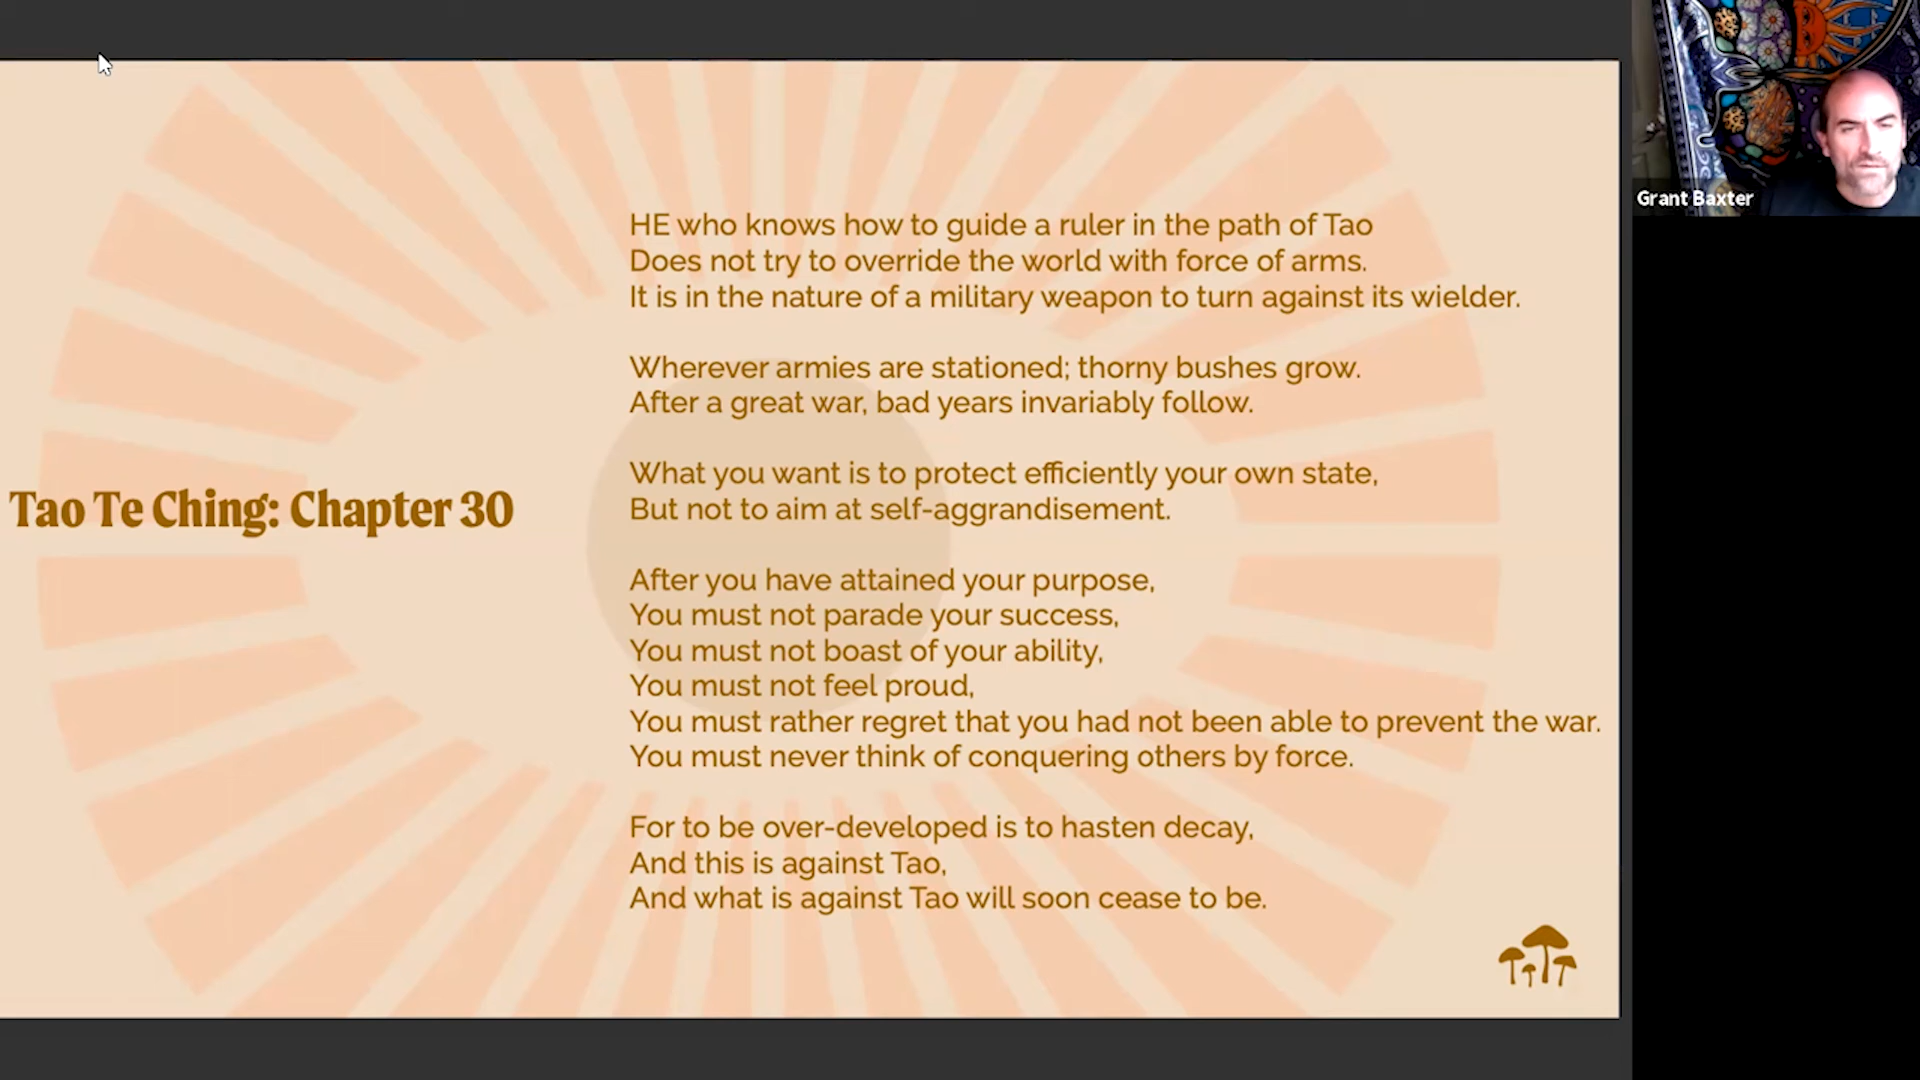 Tao Te Ching: Chapter 30
HE who knows how to guide a ruler in the path of Tao
Does not try to override the world with force of arms.
It is in the nature of a military weapon to turn against its wielder.
Wherever armies are stationed; thorny bushes grow.
After a great war, bad years invariably follow.
What you want is to protect efficiently your own state,
But not to aim at self-aggrandisement.
After you have attained your purpose,
You must not parade your success,
You must not boast of your ability,
You must not feel proud,
You must rather regret that you had not been able to prevent the war.
You must never think of conquering others by force.
For to be over-developed is to hasten decay,
And this is against Tao,
And what is against Tao will soon cease to be.
Grant Baxter